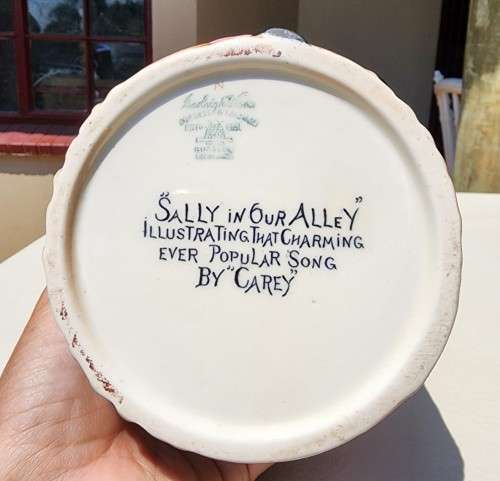 "SALLY IN OUR ALLEY"
ILLUSTRATING THAT CHARMING
EVER POPULAR SONG
BY "CAREY"